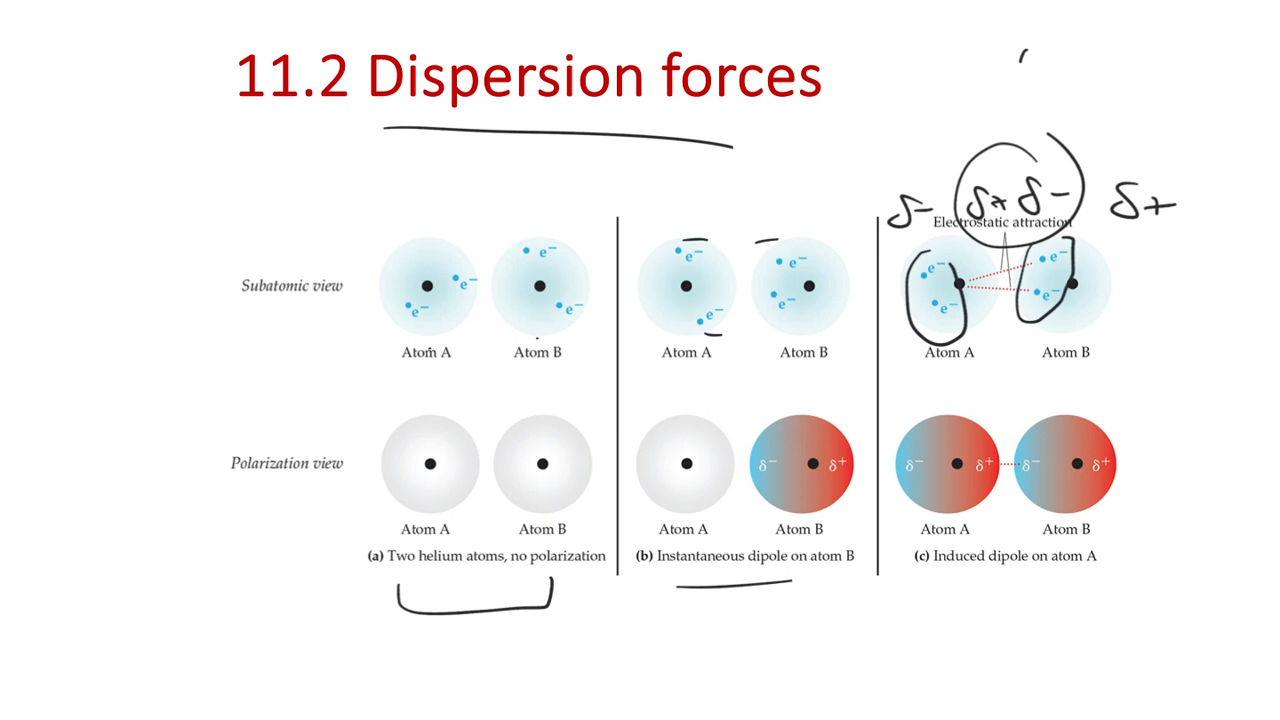 11.2 Dispersion forces
δ- δ+ δ- δ+
Electrostatic attraction
Subatomic view
e⁻ e⁻ e⁻ e⁻
e⁻ e⁻ e⁻ e⁻
e⁻ e⁻ e⁻ e⁻
Atom A Atom B Atom A Atom B Atom A Atom B
Polarization view
δ⁻ δ⁺ δ⁻ δ⁺ δ⁻ δ⁺
Atom A Atom B Atom A Atom B Atom A Atom B
(a) Two helium atoms, no polarization
(b) Instantaneous dipole on atom B
(c) Induced dipole on atom A